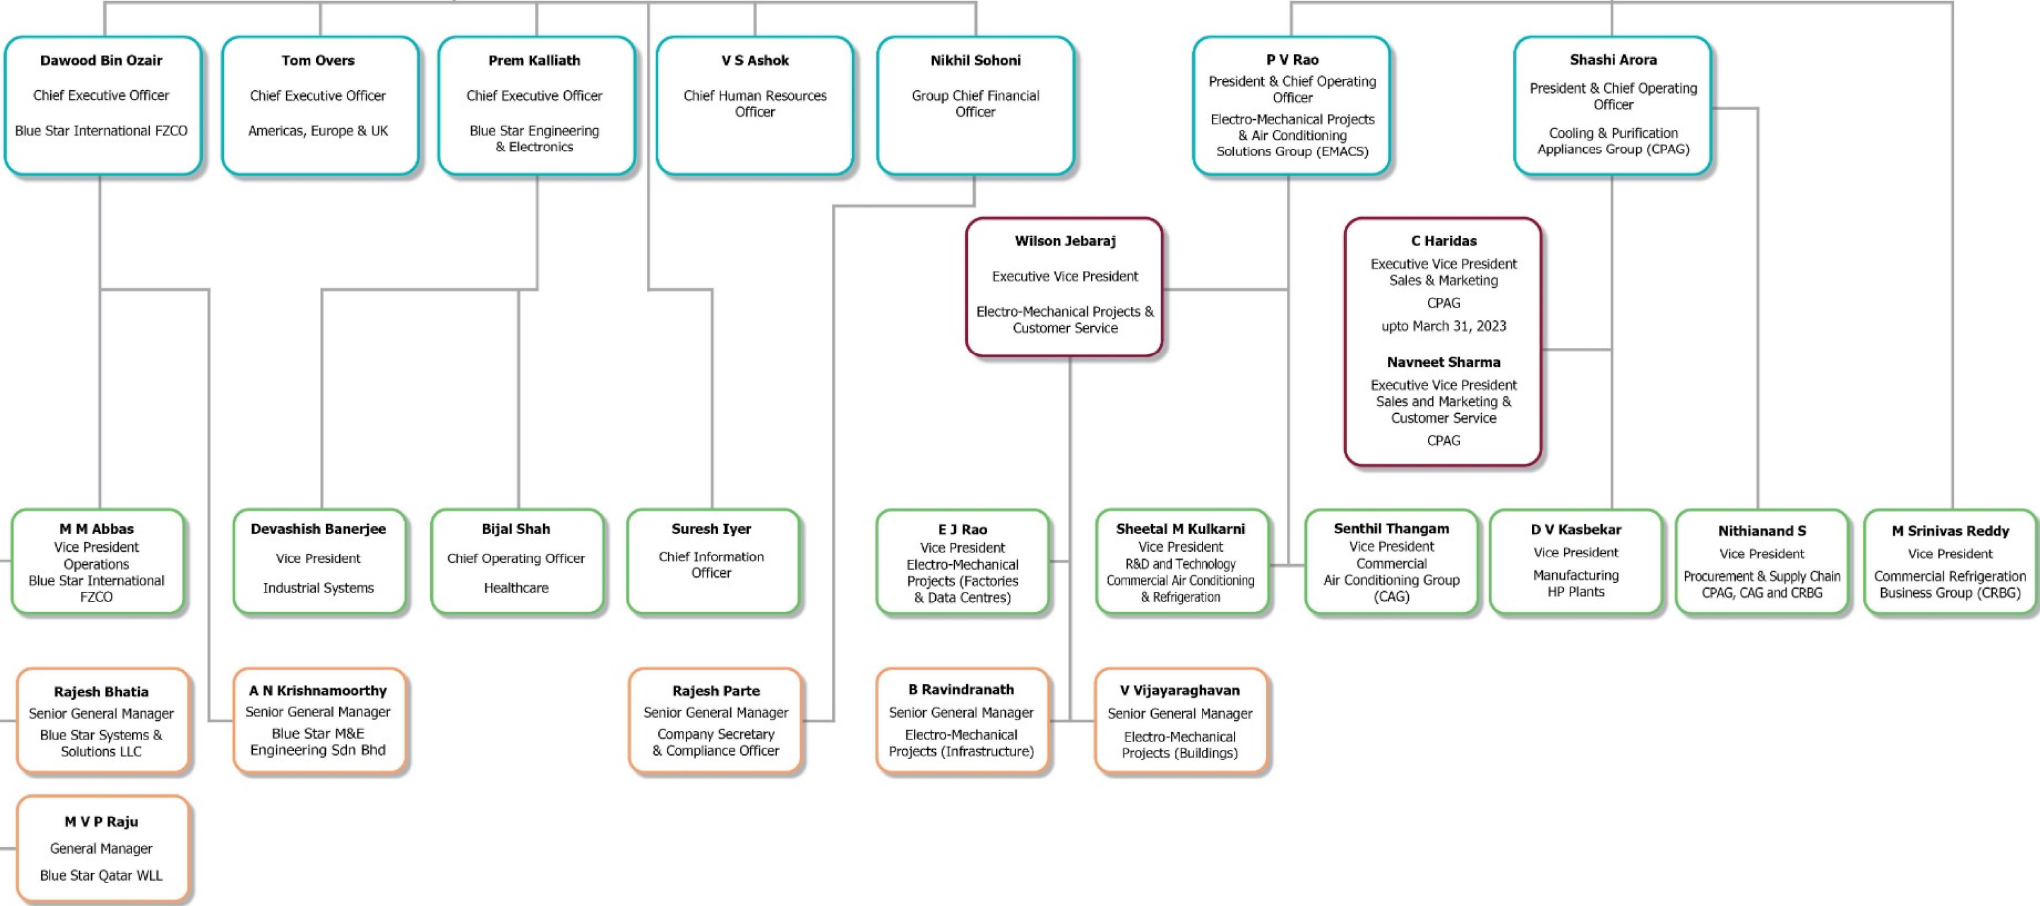 Dawood Bin Ozair
Chief Executive Officer
Blue Star International FZCO
Tom Overs
Chief Executive Officer
Americas, Europe & UK
Prem Kalliath
Chief Executive Officer
Blue Star Engineering
& Electronics
V S Ashok
Chief Human Resources
Officer
Nikhil Sohoni
Group Chief Financial
Officer
P V Rao
President & Chief Operating
Officer
Electro-Mechanical Projects
& Air Conditioning
Solutions Group (EMACS)
Shashi Arora
President & Chief Operating
Officer
Cooling & Purification
Appliances Group (CPAG)
Wilson Jebaraj
Executive Vice President
Electro-Mechanical Projects &
Customer Service
C Haridas
Executive Vice President
Sales & Marketing
CPAG
upto March 31, 2023
Navneet Sharma
Executive Vice President
Sales and Marketing &
Customer Service
CPAG
M M Abbas
Vice President
Operations
Blue Star International
FZCO
Devashish Banerjee
Vice President
Industrial Systems
Bijal Shah
Chief Operating Officer
Healthcare
Suresh Iyer
Chief Information
Officer
E J Rao
Vice President
Electro-Mechanical
Projects (Factories
& Data Centres)
Sheetal M Kulkarni
Vice President
R&D and Technology
Commercial Air Conditioning
& Refrigeration
Senthil Thangam
Vice President
Commercial
Air Conditioning Group
(CAG)
D V Kasbekar
Vice President
Manufacturing
HP Plants
Nithianand S
Vice President
Procurement & Supply Chain
CPAG, CAG and CRBG
M Srinivas Reddy
Vice President
Commercial Refrigeration
Business Group (CRBG)
Rajesh Bhatia
Senior General Manager
Blue Star Systems &
Solutions LLC
A N Krishnamoorthy
Senior General Manager
Blue Star M&E
Engineering Sdn Bhd
Rajesh Parte
Senior General Manager
Company Secretary
& Compliance Officer
B Ravindranath
Senior General Manager
Electro-Mechanical
Projects (Infrastructure)
V Vijayaraghavan
Senior General Manager
Electro-Mechanical
Projects (Buildings)
M V P Raju
General Manager
Blue Star Qatar WLL